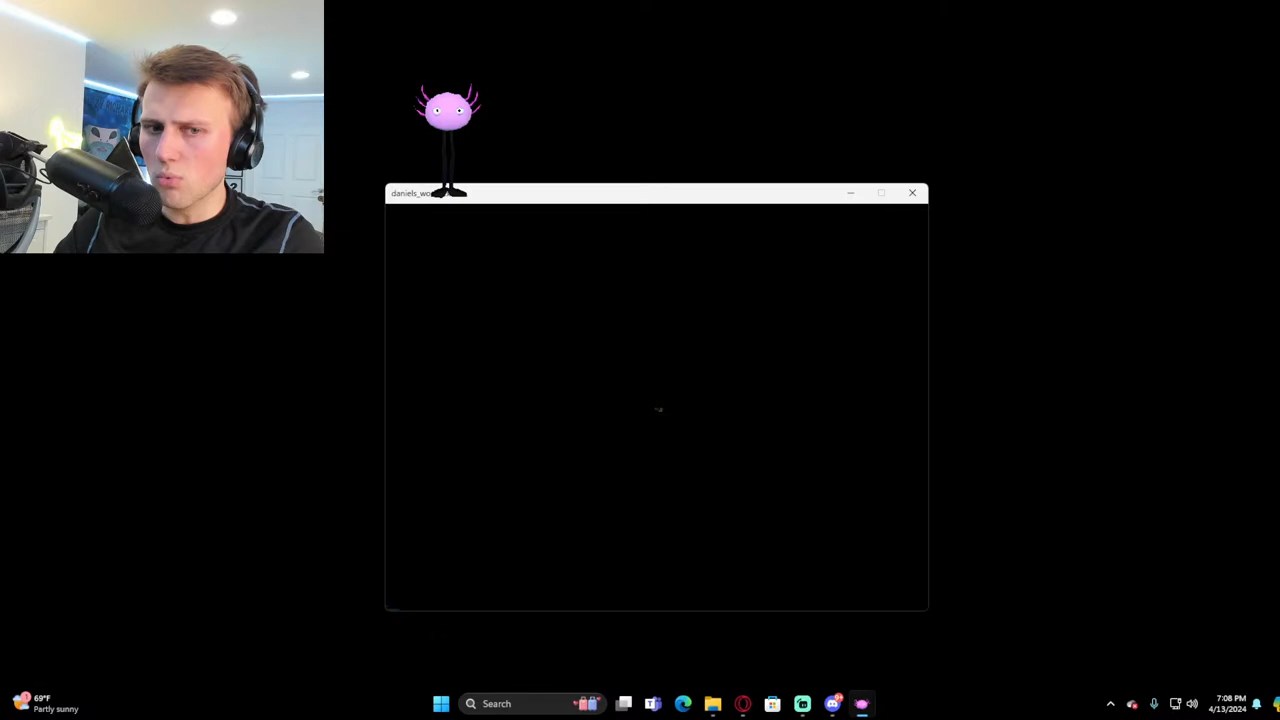 daniels_wo
Search
69°F
Partly sunny
7:08 PM
4/13/2024